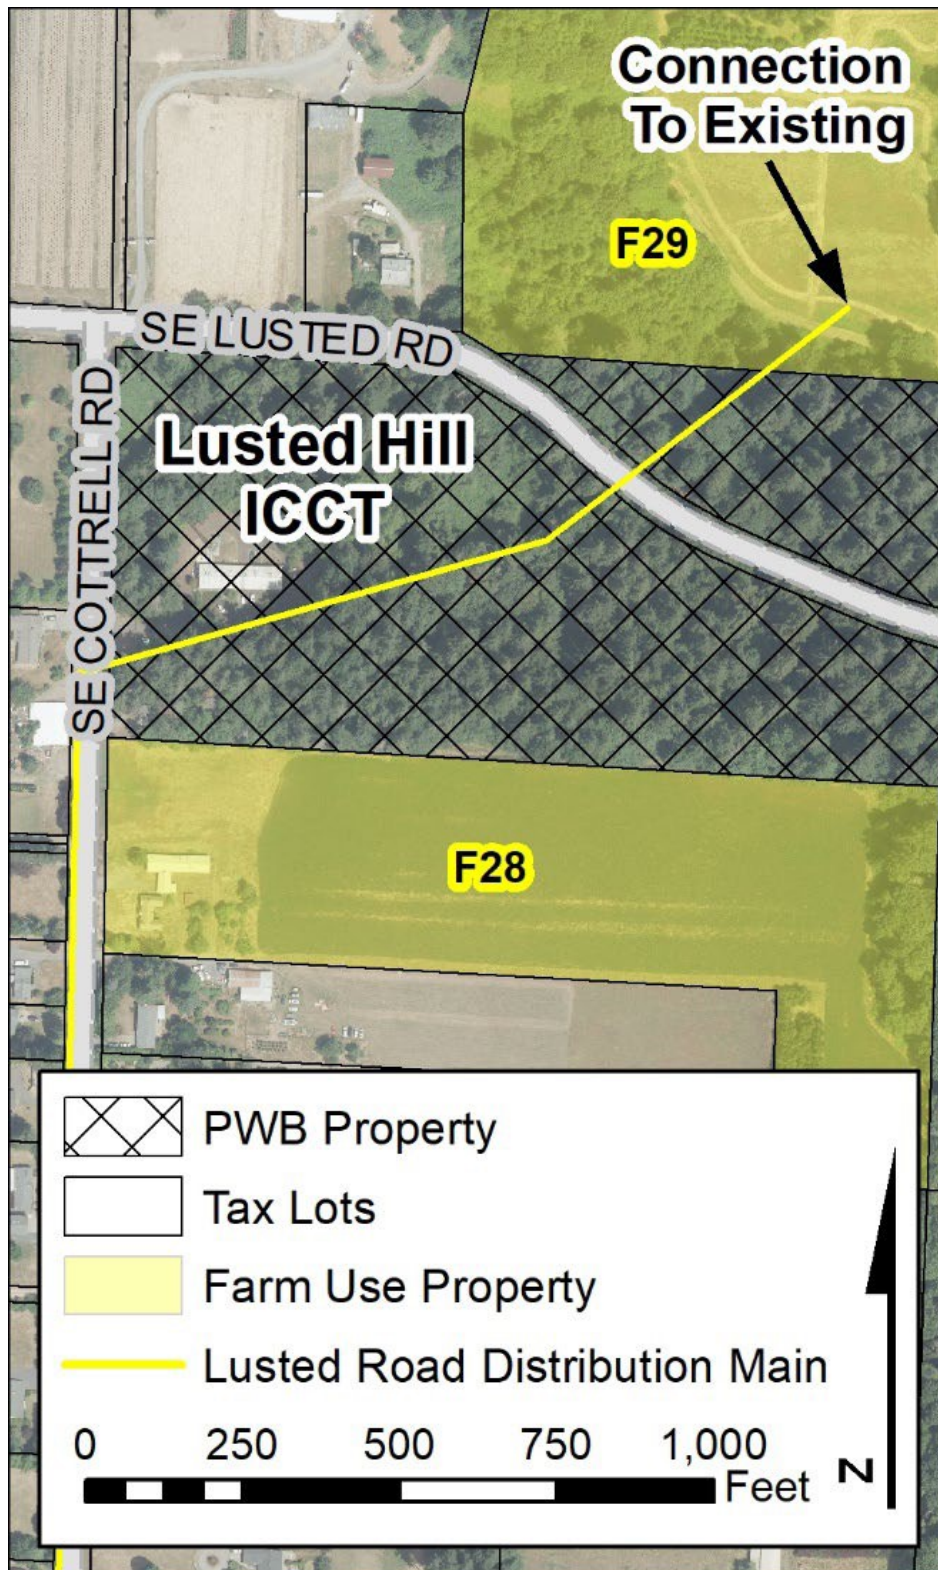 Connection
To Existing
F29
SE LUSTED RD
SE COTTRELL RD
Lusted Hill
ICCT
F28
PWB Property
Tax Lots
Farm Use Property
Lusted Road Distribution Main
0 250 500 750 1,000
Feet
N